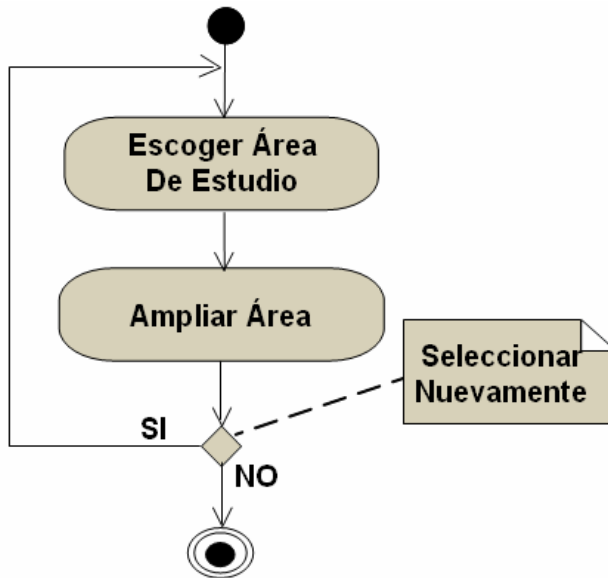 Escoger Área
De Estudio
Ampliar Área
Seleccionar
Nuevamente
SI
NO